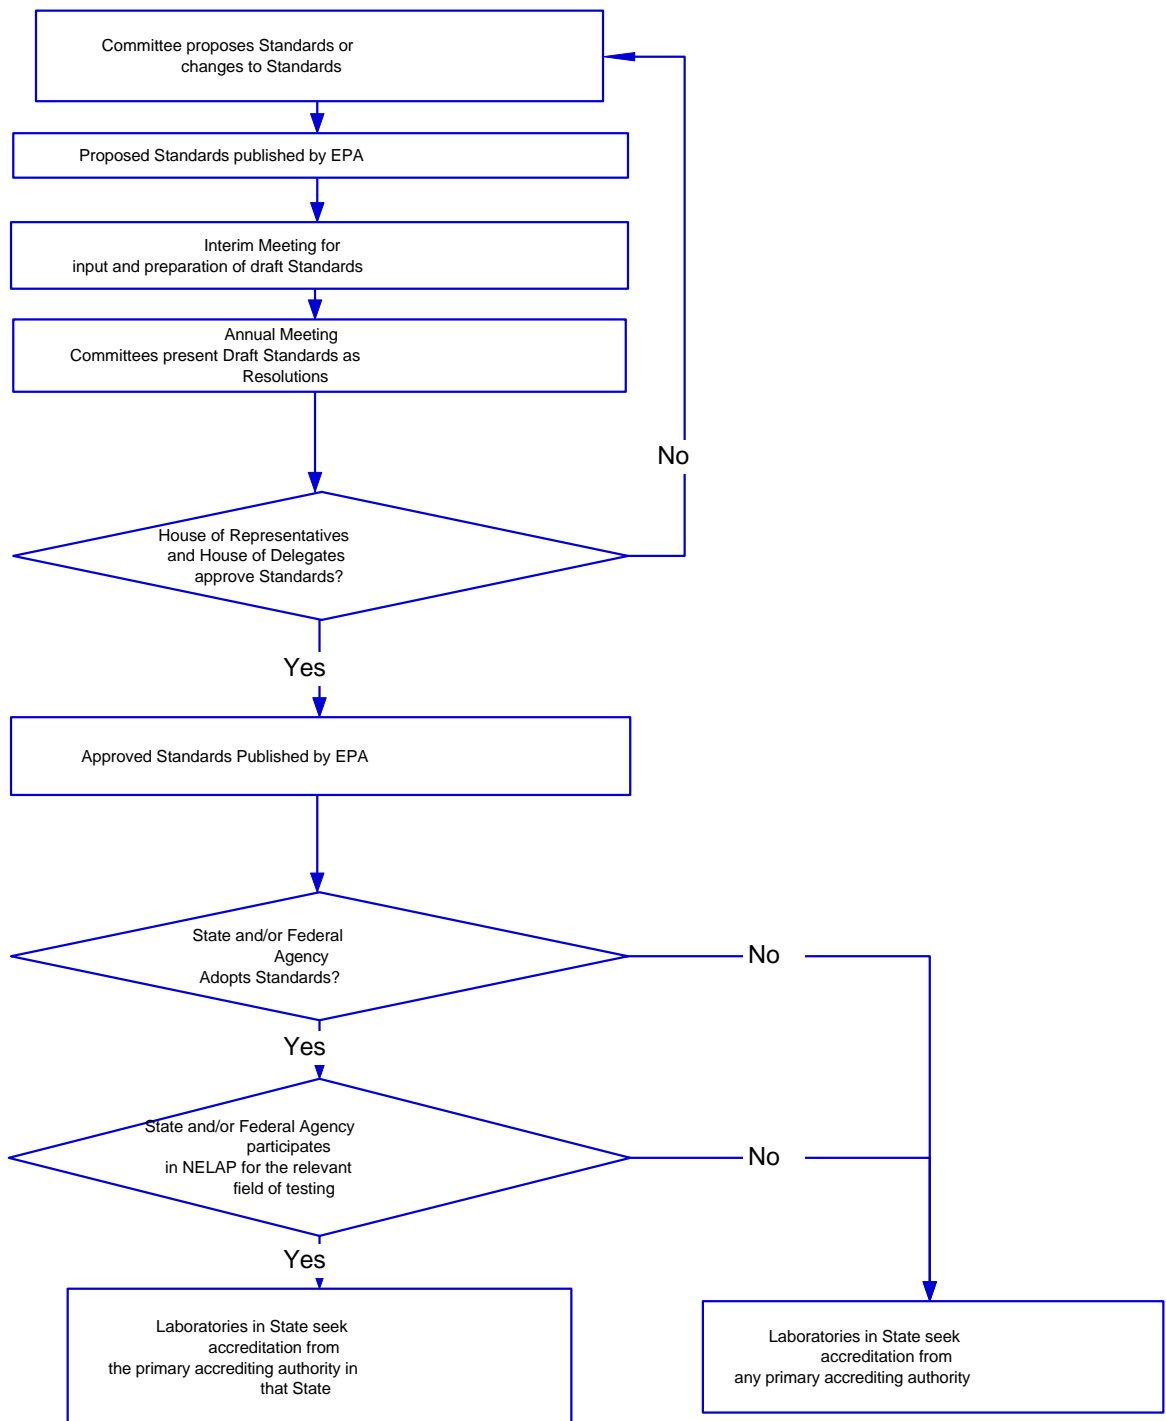 Committee proposes Standards or
changes to Standards
Proposed Standards published by EPA
Interim Meeting for
input and preparation of draft Standards
Annual Meeting
Committees present Draft Standards as
Resolutions
No
House of Representatives
and House of Delegates
approve Standards?
Yes
Approved Standards Published by EPA
State and/or Federal
Agency
Adopts Standards?
No
Yes
State and/or Federal Agency
participates
in NELAP for the relevant
field of testing
No
Yes
Laboratories in State seek
accreditation from
the primary accrediting authority in
that State
Laboratories in State seek
accreditation from
any primary accrediting authority